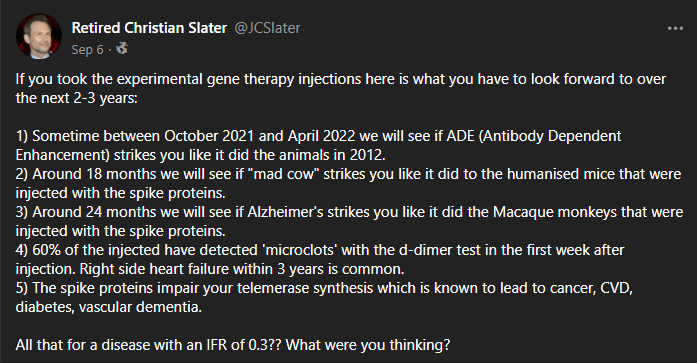 Retired Christian Slater @JCSlater
Sep 6 ·
If you took the experimental gene therapy injections here is what you have to look forward to over
the next 2-3 years:
1) Sometime between October 2021 and April 2022 we will see if ADE (Antibody Dependent
Enhancement) strikes you like it did the animals in 2012.
2) Around 18 months we will see if "mad cow" strikes you like it did to the humanised mice that were
injected with the spike proteins.
3) Around 24 months we will see if Alzheimer's strikes you like it did the Macaque monkeys that were
injected with the spike proteins.
4) 60% of the injected have detected 'microclots' with the d-dimer test in the first week after
injection. Right side heart failure within 3 years is common.
5) The spike proteins impair your telemerase synthesis which is known to lead to cancer, CVD,
diabetes, vascular dementia.
All that for a disease with an IFR of 0.3?? What were you thinking?